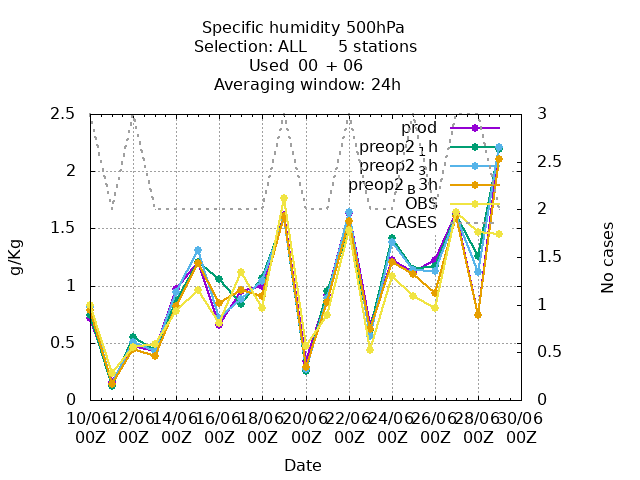 Specific humidity 500hPa
Selection: ALL 5 stations
Used 00 + 06
Averaging window: 24h
g/Kg
No cases
2.5
2
1.5
1
0.5
0
3
2.5
2
1.5
1
0.5
0
prod
preop2_1h
preop2_3h
preop2_B3h
OBS
CASES
10/06 12/06 14/06 16/06 18/06 20/06 22/06 24/06 26/06 28/06 30/06
00Z 00Z 00Z 00Z 00Z 00Z 00Z 00Z 00Z 00Z 00Z
Date